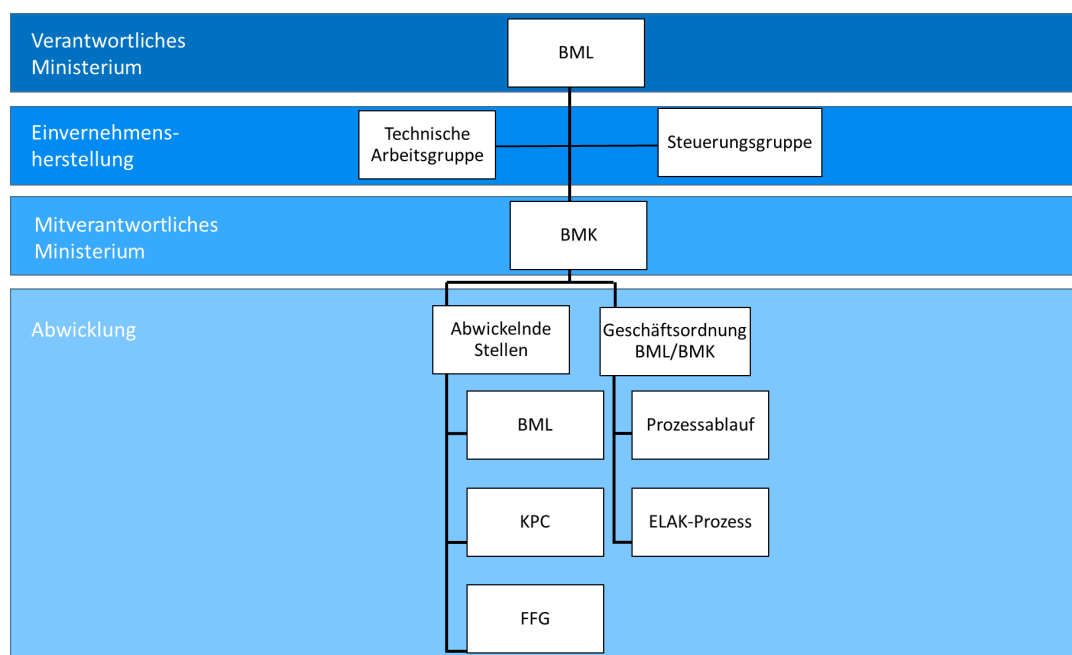 Verantwortliches
Ministerium
BML
Einvernehmens-
herstellung
Technische
Arbeitsgruppe
Steuerungsgruppe
Mitverantwortliches
Ministerium
BMK
Abwicklung
Abwickelnde
Stellen
Geschäftsordnung
BML/BMK
BML
Prozessablauf
KPC
ELAK-Prozess
FFG